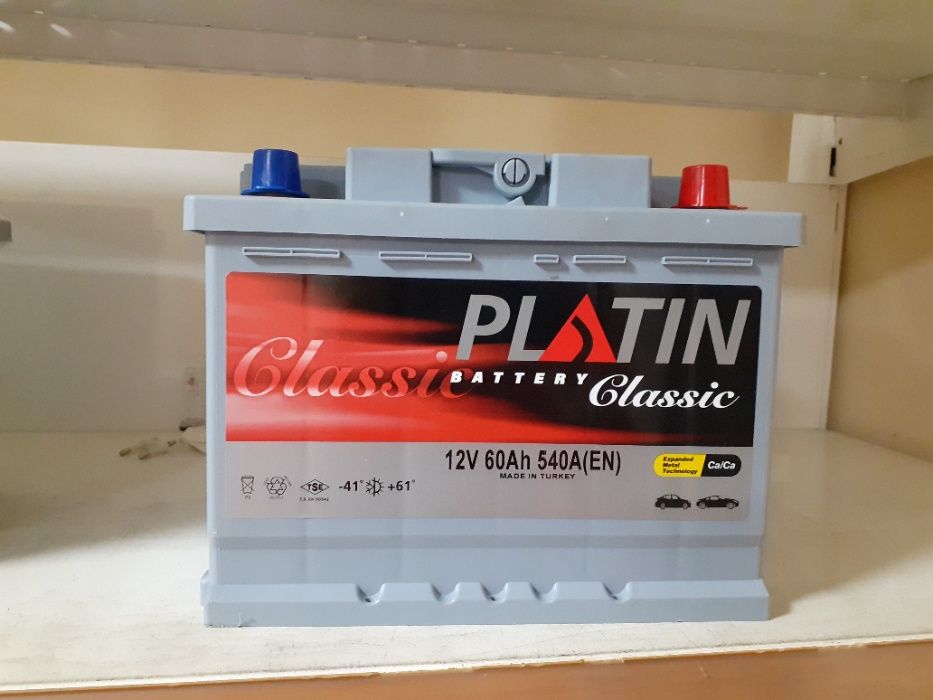 PLATIN
Classic
BATTERY
Classic
12V 60Ah 540A(EN)
MADE IN TURKEY
Expanded
Metal
Technology
Ca/Ca
TSE
-41° +61°